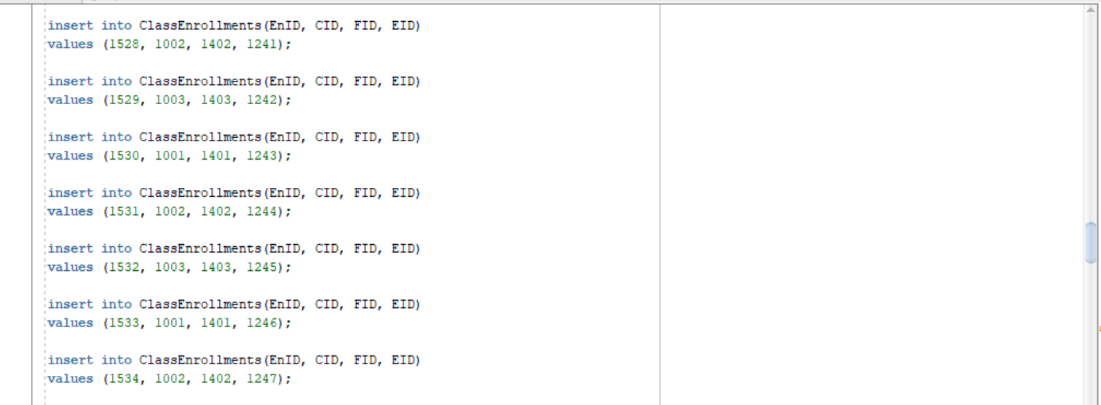 insert into ClassEnrollments(EnID, CID, FID, EID)
values (1528, 1002, 1402, 1241);
insert into ClassEnrollments(EnID, CID, FID, EID)
values (1529, 1003, 1403, 1242);
insert into ClassEnrollments(EnID, CID, FID, EID)
values (1530, 1001, 1401, 1243);
insert into ClassEnrollments(EnID, CID, FID, EID)
values (1531, 1002, 1402, 1244);
insert into ClassEnrollments(EnID, CID, FID, EID)
values (1532, 1003, 1403, 1245);
insert into ClassEnrollments(EnID, CID, FID, EID)
values (1533, 1001, 1401, 1246);
insert into ClassEnrollments(EnID, CID, FID, EID)
values (1534, 1002, 1402, 1247);